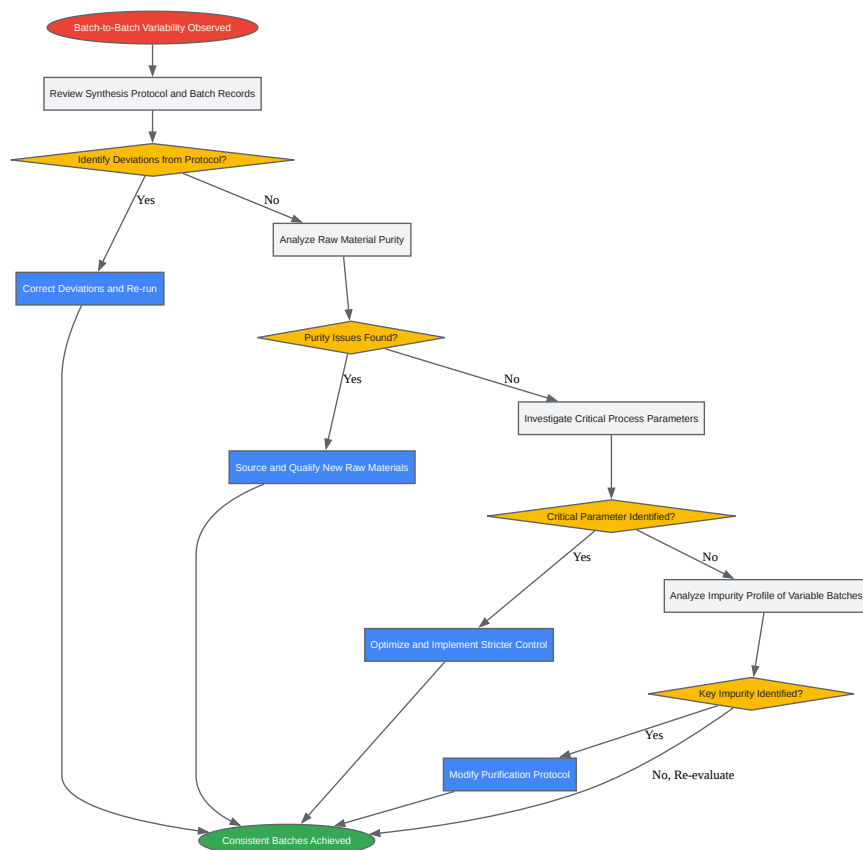 Batch-to-Batch Variability Observed
Review Synthesis Protocol and Batch Records
Identify Deviations from Protocol?
Yes
No
Analyze Raw Material Purity
Correct Deviations and Re-run
Purity Issues Found?
Yes
No
Investigate Critical Process Parameters
Source and Qualify New Raw Materials
Critical Parameter Identified?
Yes
No
Analyze Impurity Profile of Variable Batches
Optimize and Implement Stricter Control
Key Impurity Identified?
Yes
Modify Purification Protocol
No, Re-evaluate
Consistent Batches Achieved